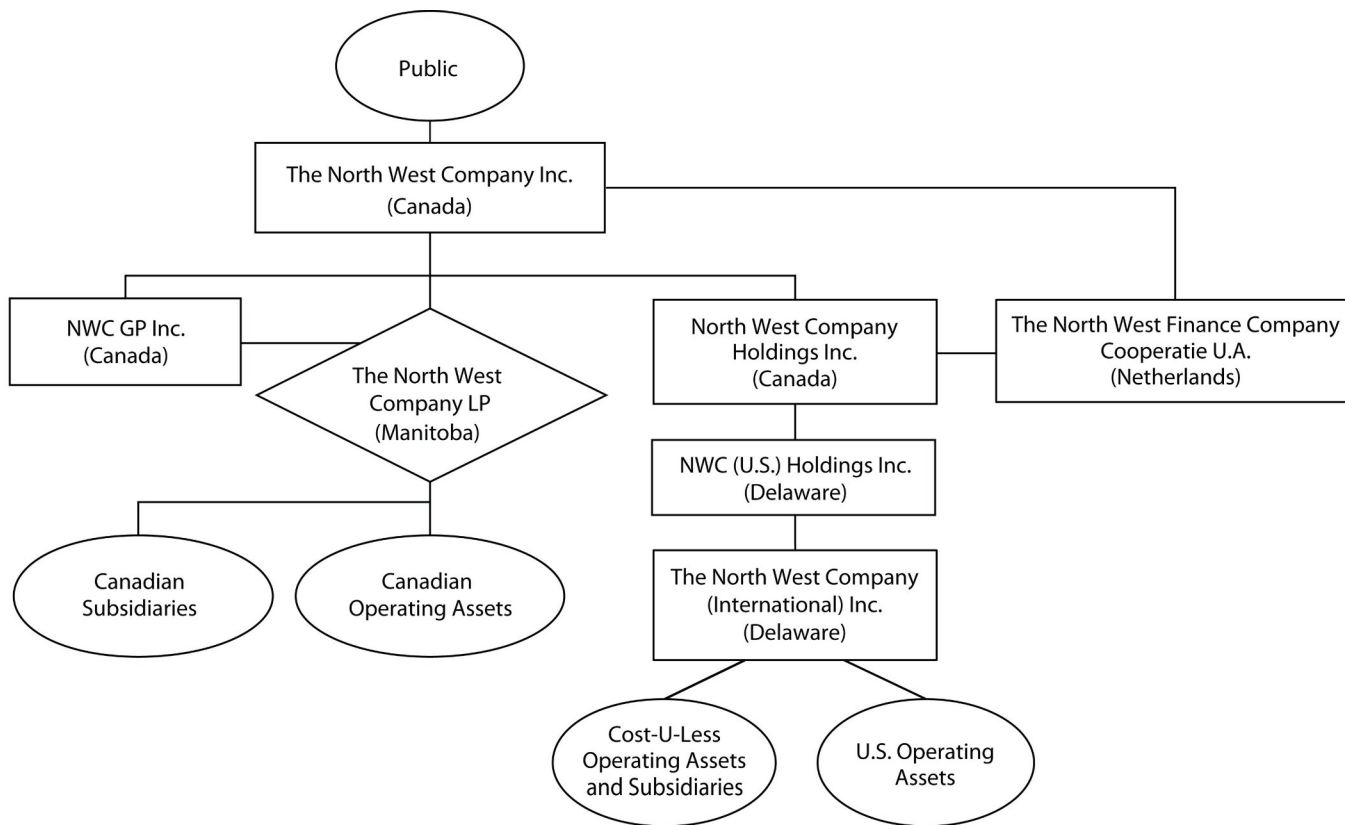 Public
The North West Company Inc.
(Canada)
NWC GP Inc.
(Canada)
The North West
Company LP
(Manitoba)
North West Company
Holdings Inc.
(Canada)
The North West Finance Company
Cooperatie U.A.
(Netherlands)
NWC (U.S.) Holdings Inc.
(Delaware)
Canadian
Subsidiaries
Canadian
Operating Assets
The North West Company
(International) Inc.
(Delaware)
Cost-U-Less
Operating Assets
and Subsidiaries
U.S. Operating
Assets